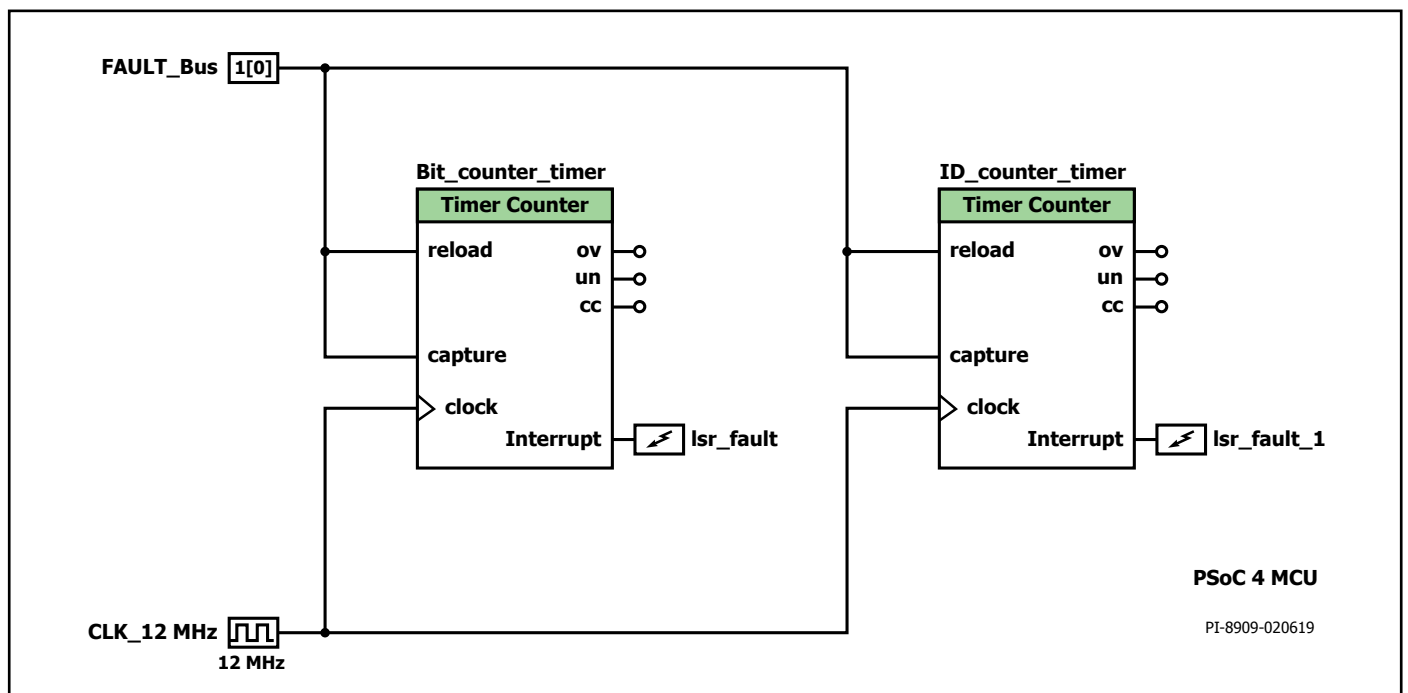 FAULT_Bus 1[0]
Bit_counter_timer
Timer Counter
reload ov
un
cc
capture
clock
Interrupt lsr_fault
ID_counter_timer
Timer Counter
reload ov
un
cc
capture
clock
Interrupt lsr_fault_1
PSoC 4 MCU
PI-8909-020619
CLK_12 MHz
12 MHz